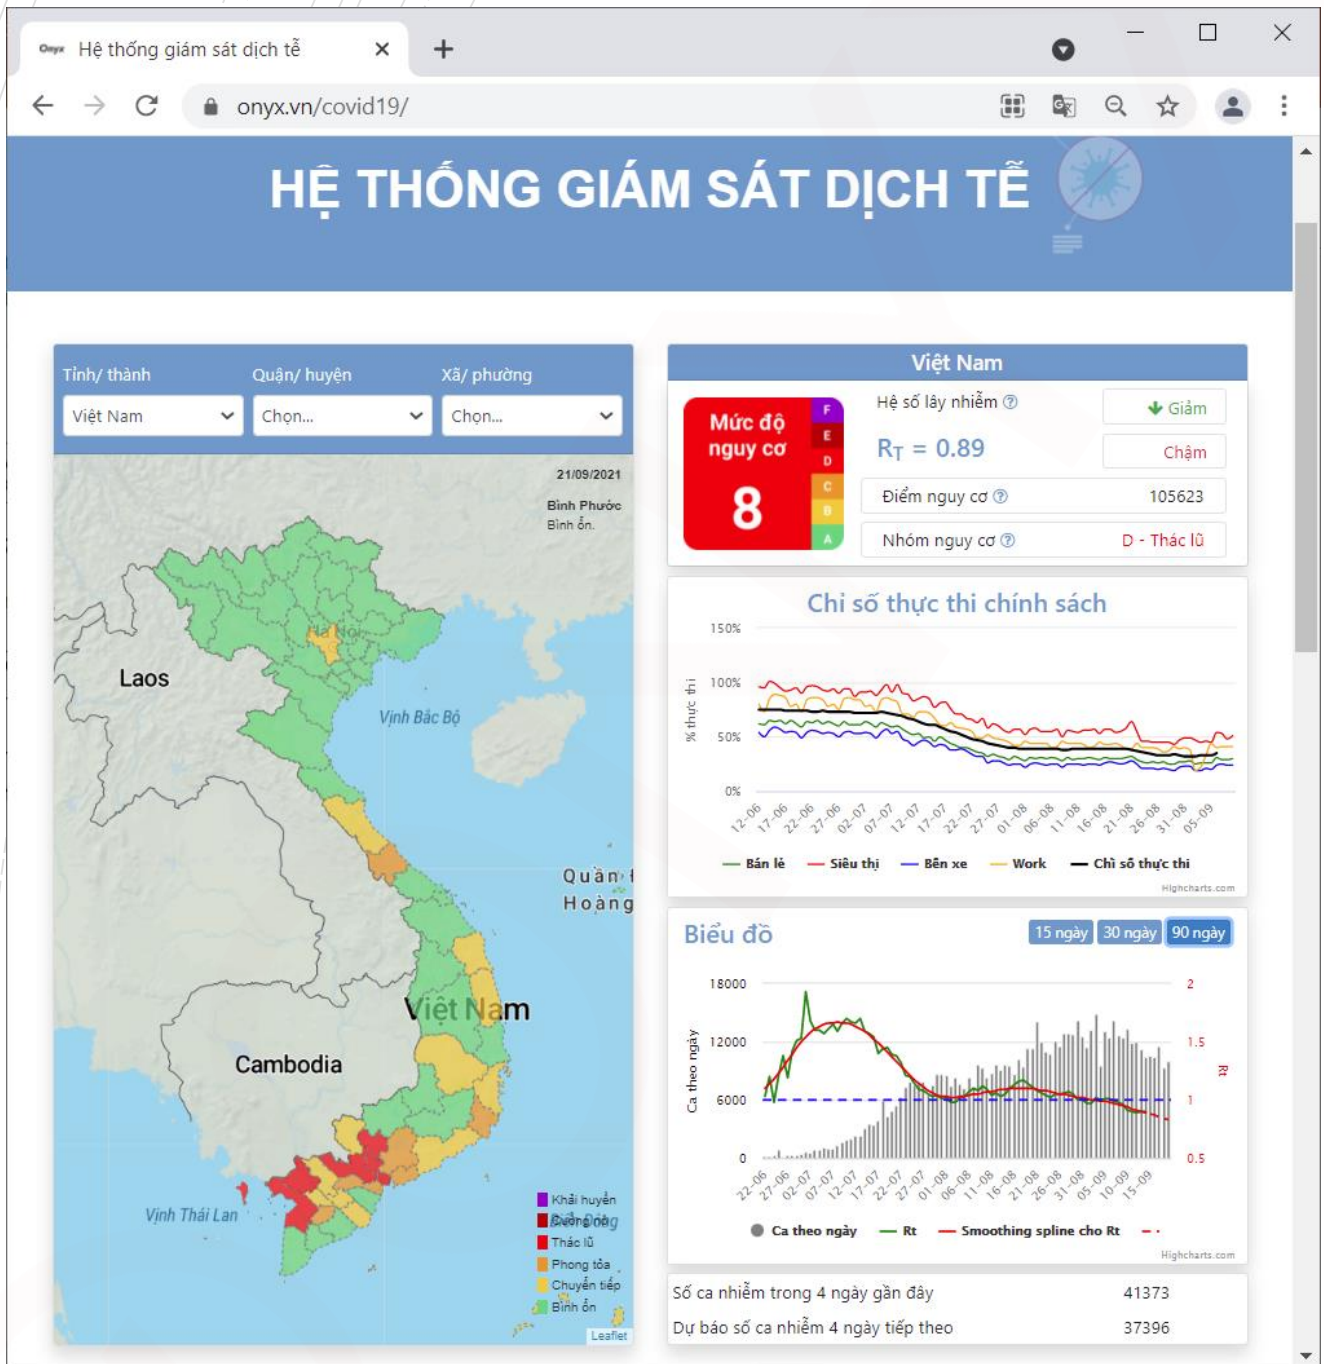 Onyx Hệ thống giám sát dịch tễ
onyx.vn/covid19/
HỆ THỐNG GIÁM SÁT DỊCH TỄ
Tỉnh/ thành Quận/ huyện Xã/ phường
Việt Nam Chọn... Chọn...
21/09/2021
Bình Phước
Bình ổn.
Hà Nội
Laos
Vịnh Bắc Bộ
Quần
Hoàng
Việt Nam
Cambodia
Vịnh Thái Lan
Khải huyền
Cuồng nộ
Thác lũ
Phong tỏa
Chuyển tiếp
Bình ổn
Leaflet
Việt Nam
Mức độ
nguy cơ
8
F
E
D
C
B
A
Hệ số lây nhiễm Giảm
RT = 0.89 Chậm
Điểm nguy cơ 105623
Nhóm nguy cơ D - Thác lũ
Chỉ số thực thi chính sách
% thực thi
150%
100%
50%
0%
12-06 17-06 22-06 27-06 02-07 07-07 12-07 17-07 22-07 27-07 01-08 06-08 11-08 16-08 21-08 26-08 31-08 05-09
Bán lẻ Siêu thị Bến xe Work Chỉ số thực thi
Highcharts.com
Biểu đồ 15 ngày 30 ngày 90 ngày
Ca theo ngày
18000 2
12000 1.5
Rt
6000 1
0 0.5
22-06 27-06 02-07 07-07 12-07 17-07 22-07 27-07 01-08 06-08 11-08 16-08 21-08 26-08 31-08 05-09 10-09 15-09
Ca theo ngày Rt Smoothing spline cho Rt
Highcharts.com
Số ca nhiễm trong 4 ngày gần đây 41373
Dự báo số ca nhiễm 4 ngày tiếp theo 37396